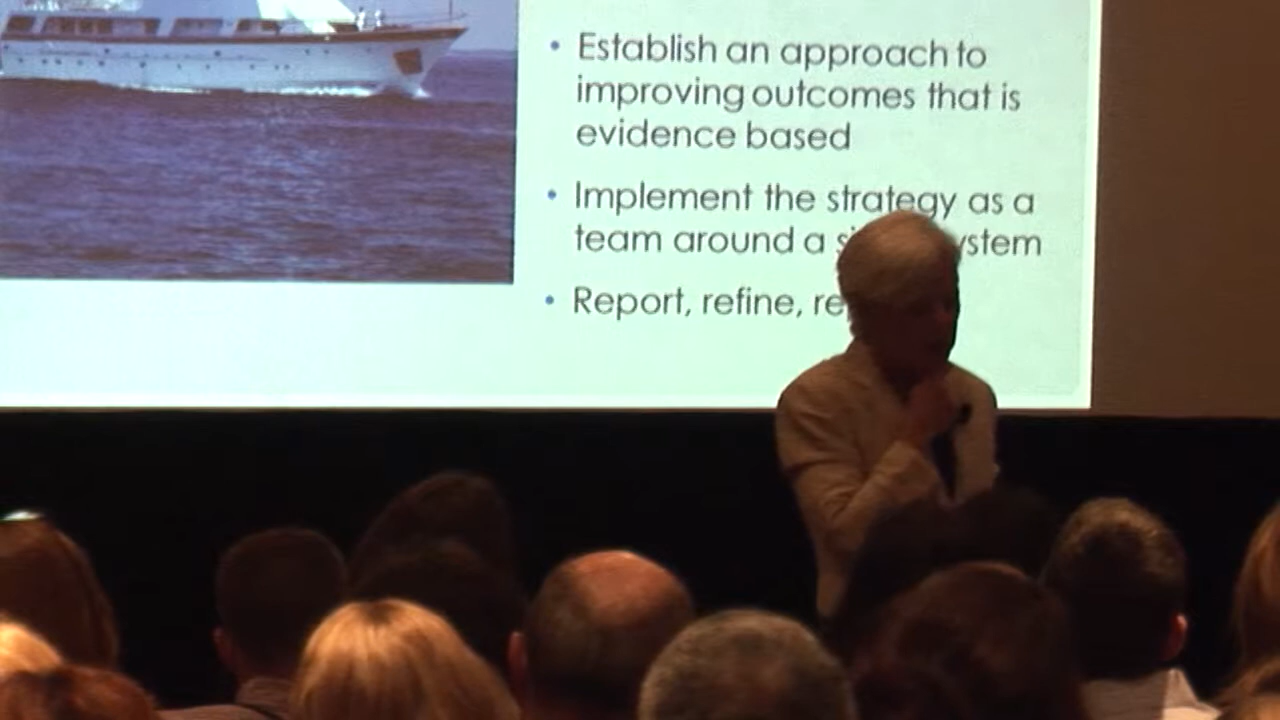 • Establish an approach to
improving outcomes that is
evidence based
• Implement the strategy as a
team around a
• Report, refine,